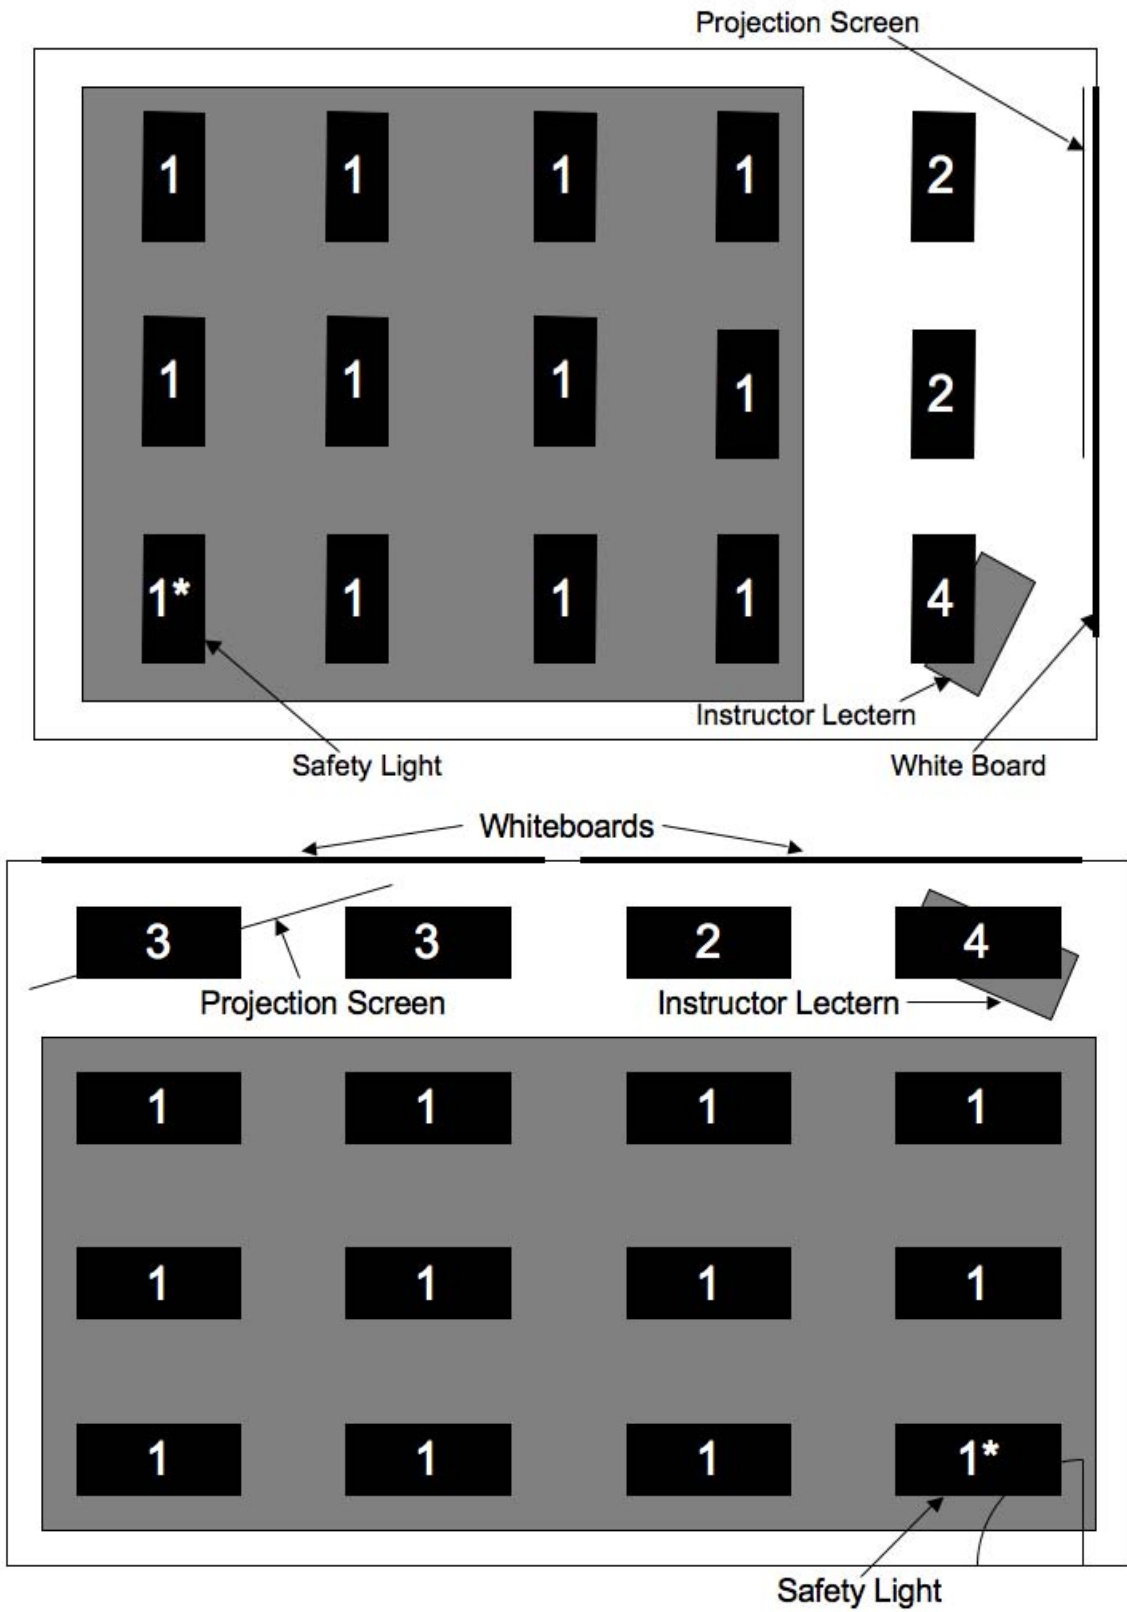 Projection Screen
1 1 1 1 2
1 1 1 1 2
1* 1 1 1 4
Instructor Lectern
Safety Light
White Board
Whiteboards
3 3 2 4
Projection Screen
Instructor Lectern
1 1 1 1
1 1 1 1
1 1 1 1*
Safety Light